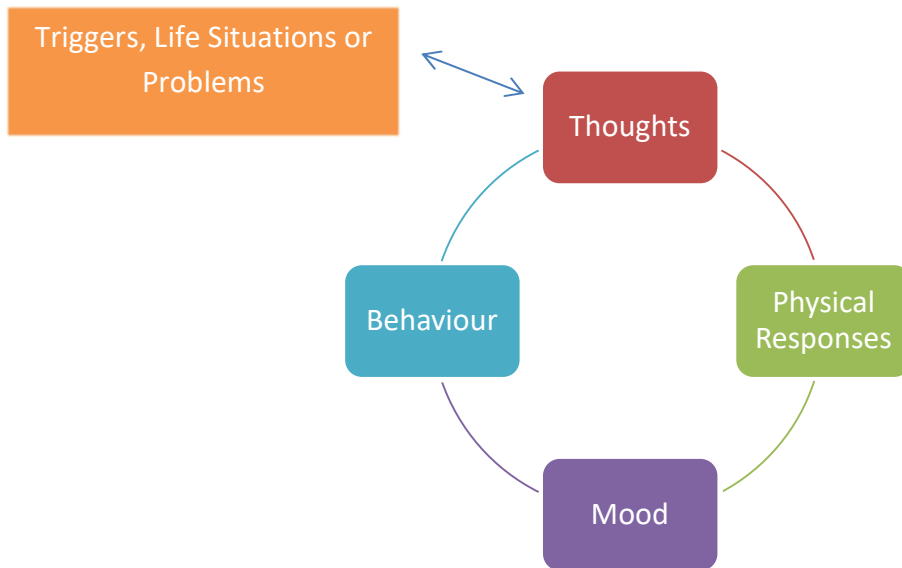 Triggers, Life Situations or
Problems
Thoughts
Behaviour
Physical
Responses
Mood